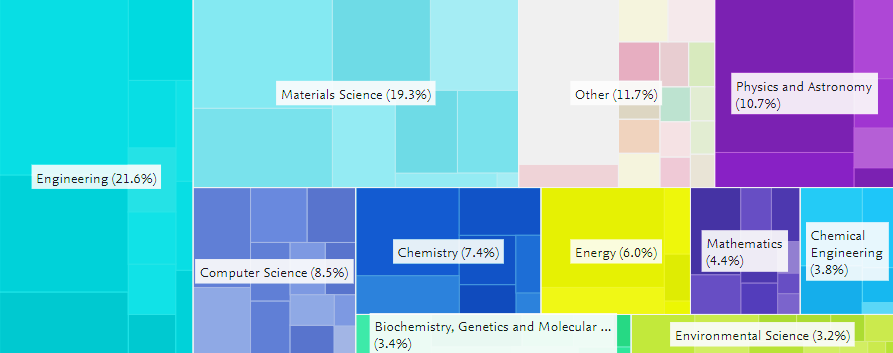 Materials Science (19.3%)
Other (11.7%)
Physics and Astronomy
(10.7%)
Engineering (21.6%)
Computer Science (8.5%)
Chemistry (7.4%)
Energy (6.0%)
Mathematics
(4.4%)
Chemical
Engineering
(3.8%)
Biochemistry, Genetics and Molecular ...
(3.4%)
Environmental Science (3.2%)